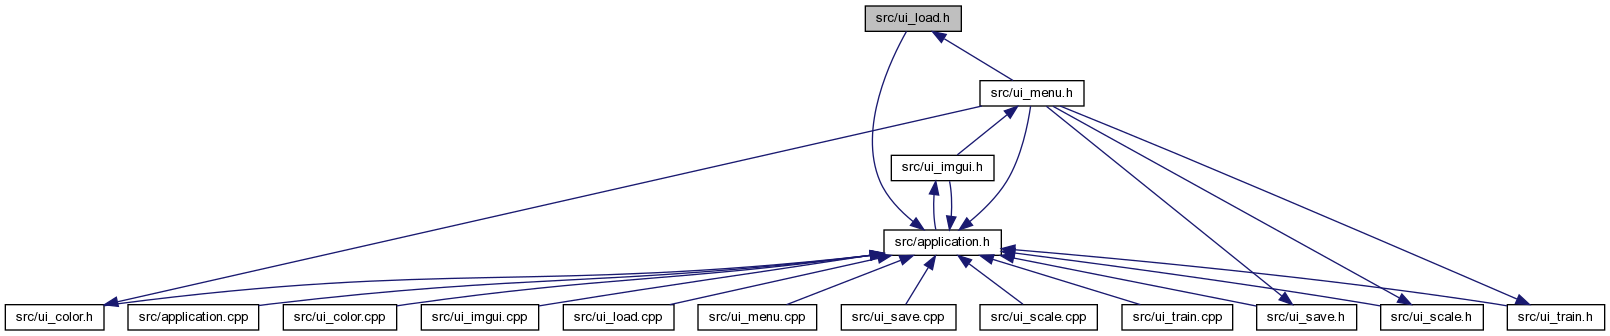 src/ui_load.h
src/ui_menu.h
src/ui_imgui.h
src/application.h
src/ui_color.h
src/application.cpp
src/ui_color.cpp
src/ui_imgui.cpp
src/ui_load.cpp
src/ui_menu.cpp
src/ui_save.cpp
src/ui_scale.cpp
src/ui_train.cpp
src/ui_save.h
src/ui_scale.h
src/ui_train.h